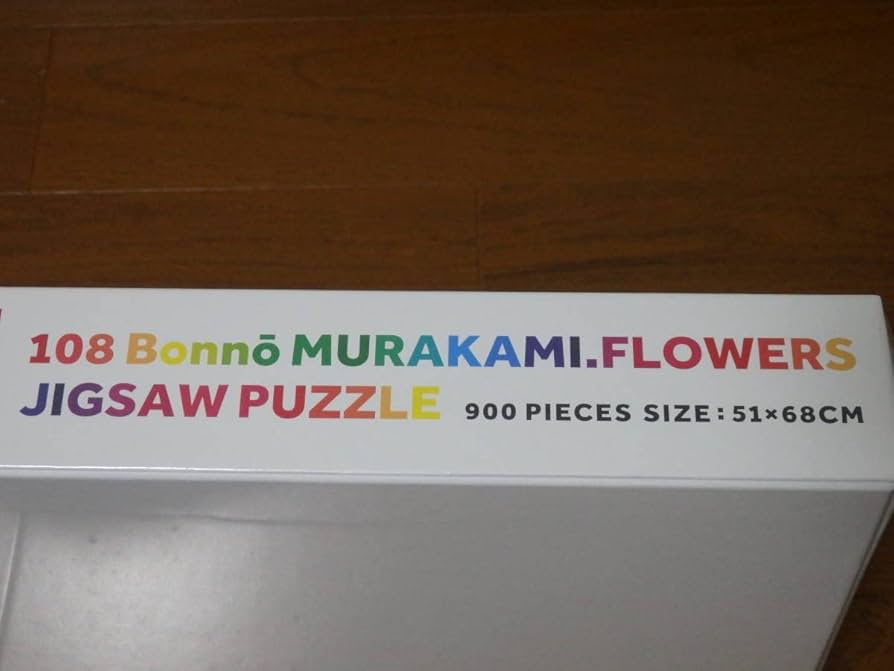 108 Bonnō MURAKAMI.FLOWERS
JIGSAW PUZZLE 900 PIECES SIZE:51×68CM